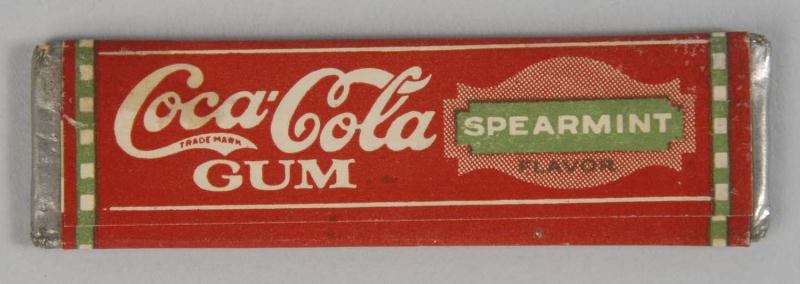 Coca-Cola
TRADE MARK
GUM
SPEARMINT
FLAVOR